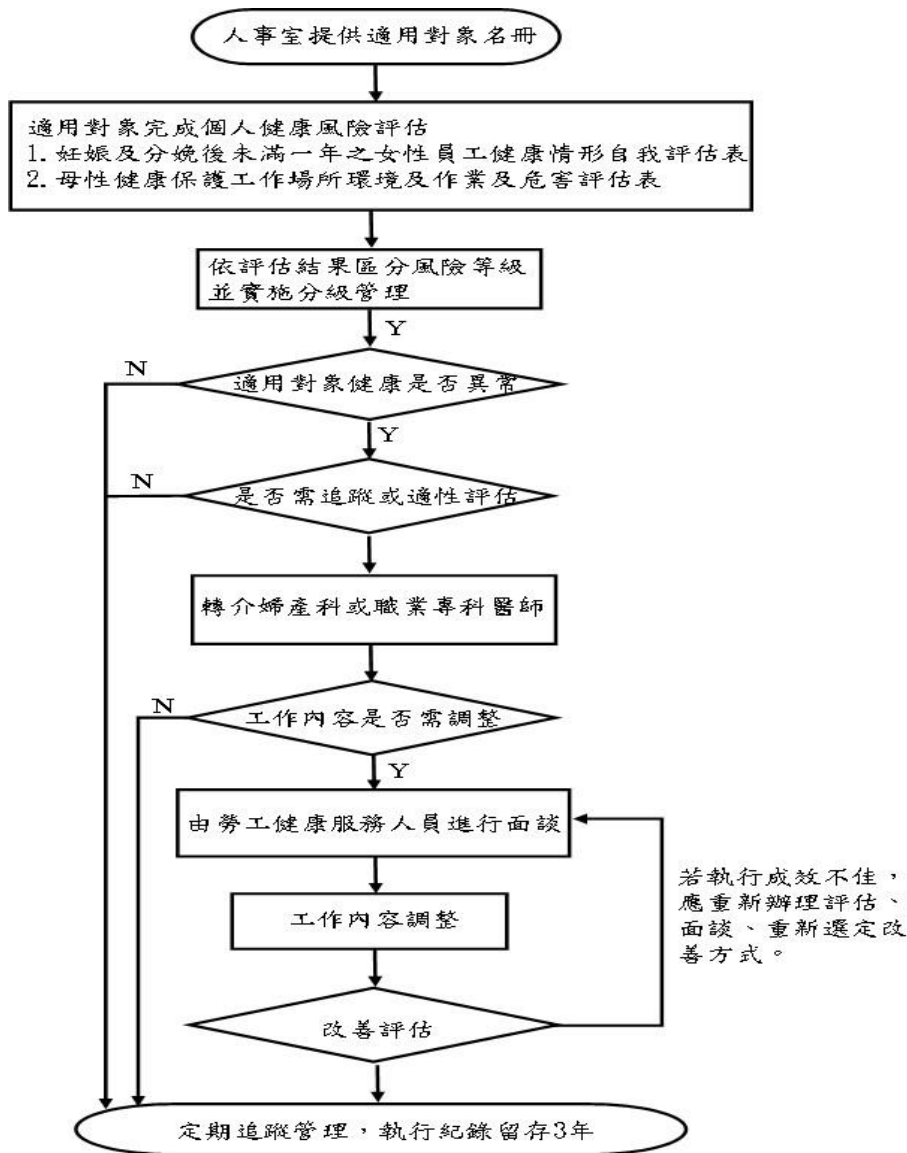 人事室提供適用對象名冊
適用對象完成個人健康風險評估
1. 妊娠及分娩後未滿一年之女性員工健康情形自我評估表
2. 母性健康保護工作場所環境及作業及危害評估表
依評估結果區分風險等級
並實施分級管理
Y
N
適用對象健康是否異常
Y
N
是否需追蹤或適性評估
轉介婦產科或職業專科醫師
N
工作內容是否需調整
Y
由勞工健康服務人員進行面談
工作內容調整
若執行成效不佳，
應重新辦理評估、
面談、重新選定改
善方式。
改善評估
定期追蹤管理，執行紀錄留存3年